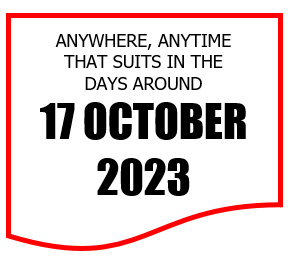 ANYWHERE, ANYTIME
THAT SUITS IN THE
DAYS AROUND
17 OCTOBER
2023